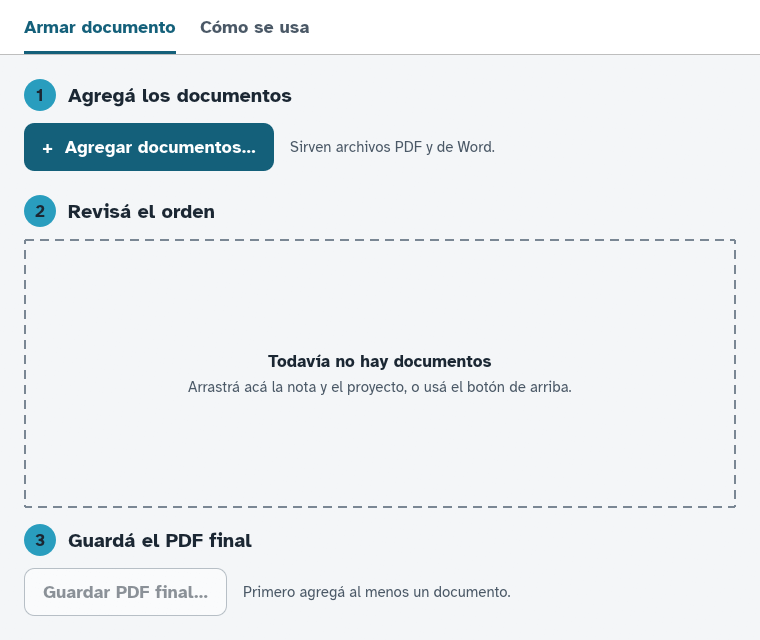 Armar documento Cómo se usa
1 Agregá los documentos
+ Agregar documentos... Sirven archivos PDF y de Word.
2 Revisá el orden
Todavía no hay documentos
Arrastrá acá la nota y el proyecto, o usá el botón de arriba.
3 Guardá el PDF final
Guardar PDF final... Primero agregá al menos un documento.